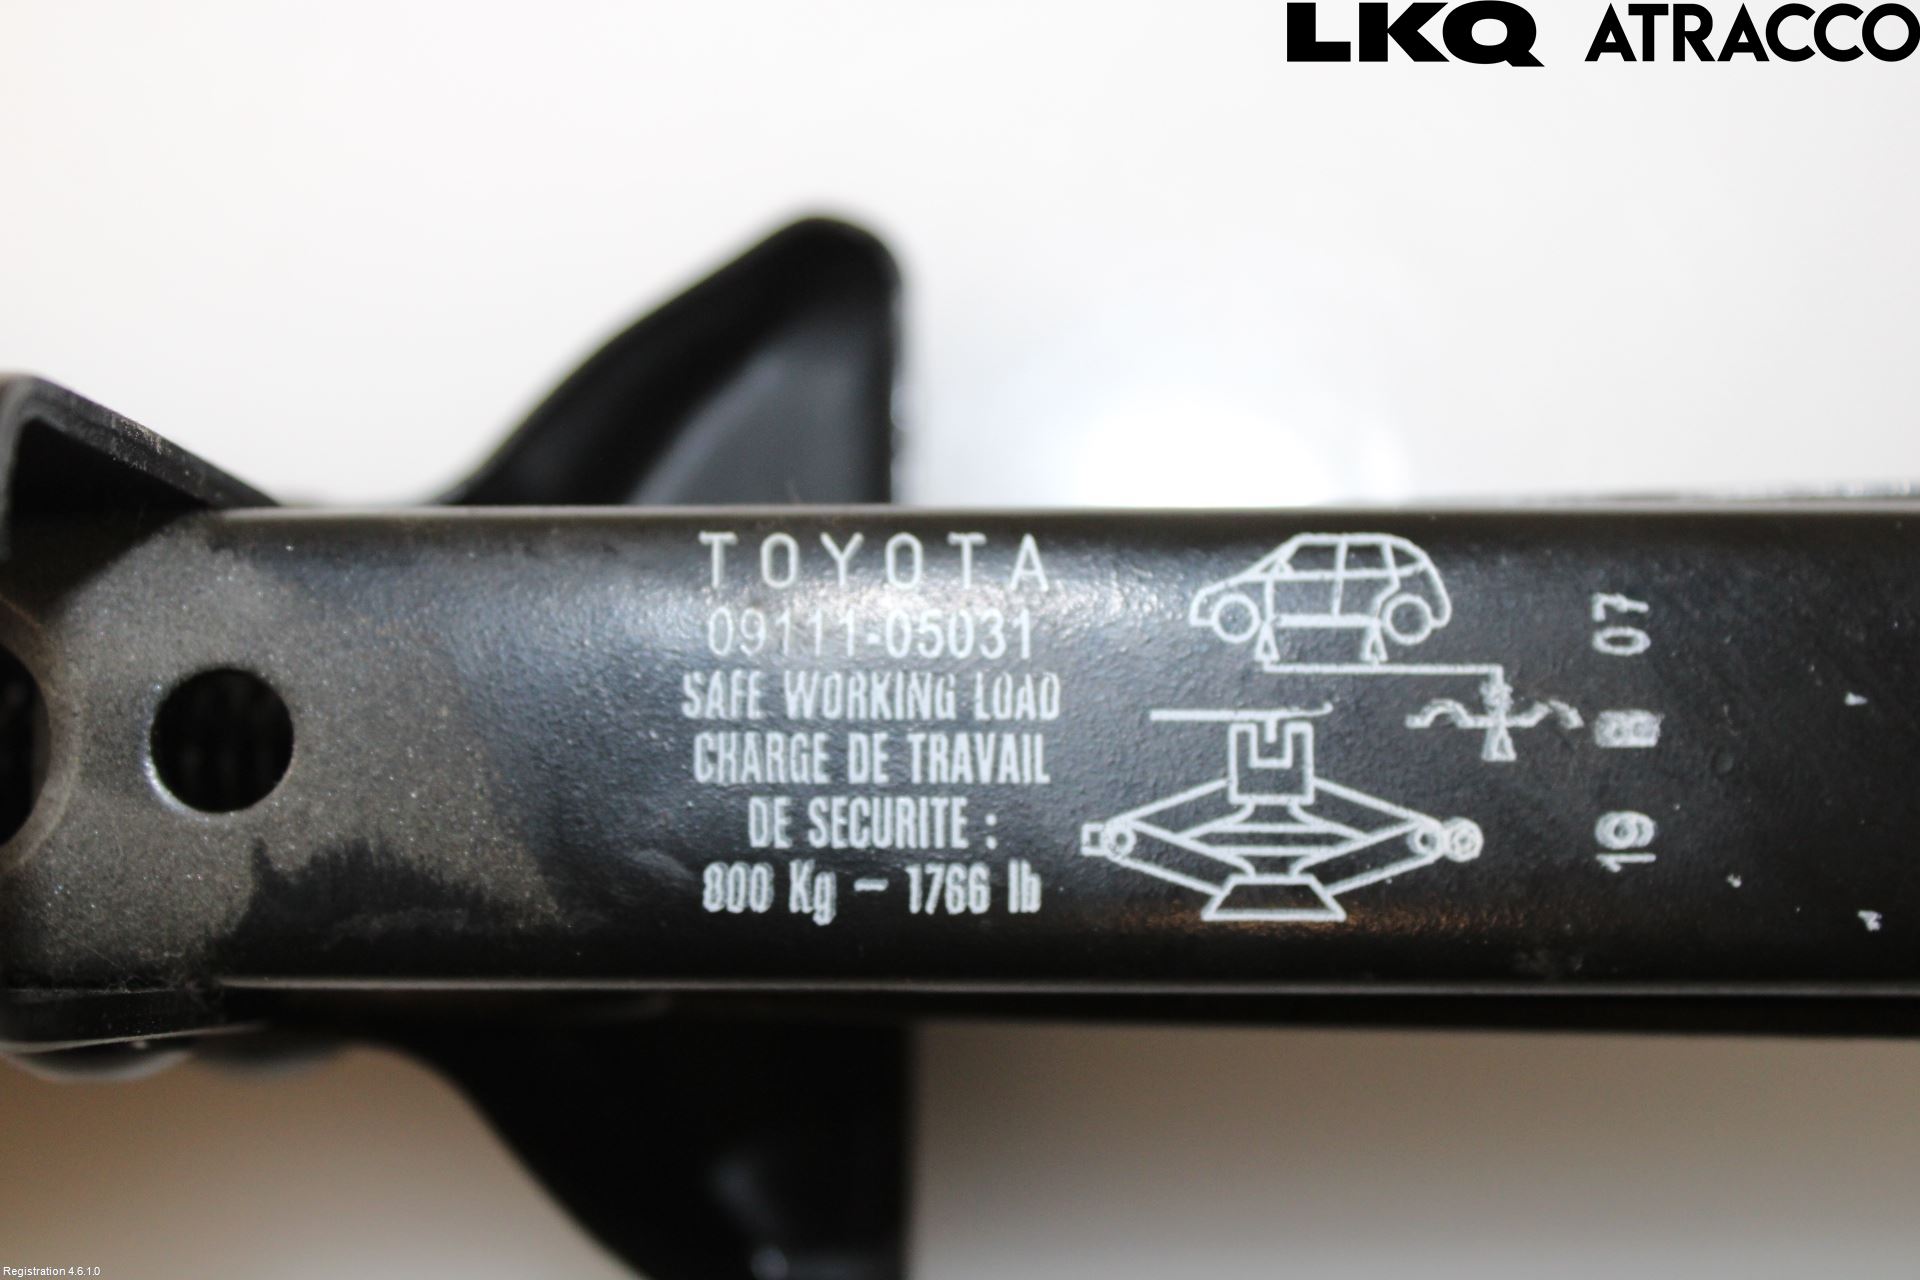 LKQ ATRACCO
TOYOTA
09111-05031
SAFE WORKING LOAD
CHARGE DE TRAVAIL
DE SECURITE :
800 Kg – 1766 lb
19 B 07
Registration 4.6.1.0